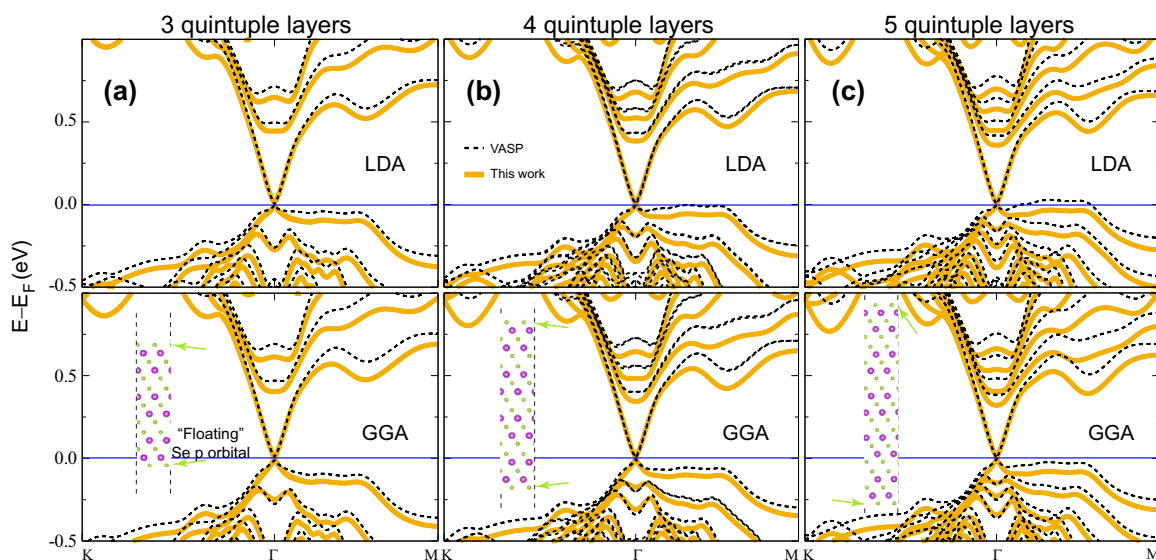 3 quintuple layers
4 quintuple layers
5 quintuple layers
(a)
(b)
(c)
0.5
0.0
-0.5
LDA
VASP
This work
LDA
LDA
E−E_F (eV)
0.5
0.0
-0.5
"Floating"
Se p orbital
GGA
GGA
GGA
K
Γ
M
Γ
M
Γ
M